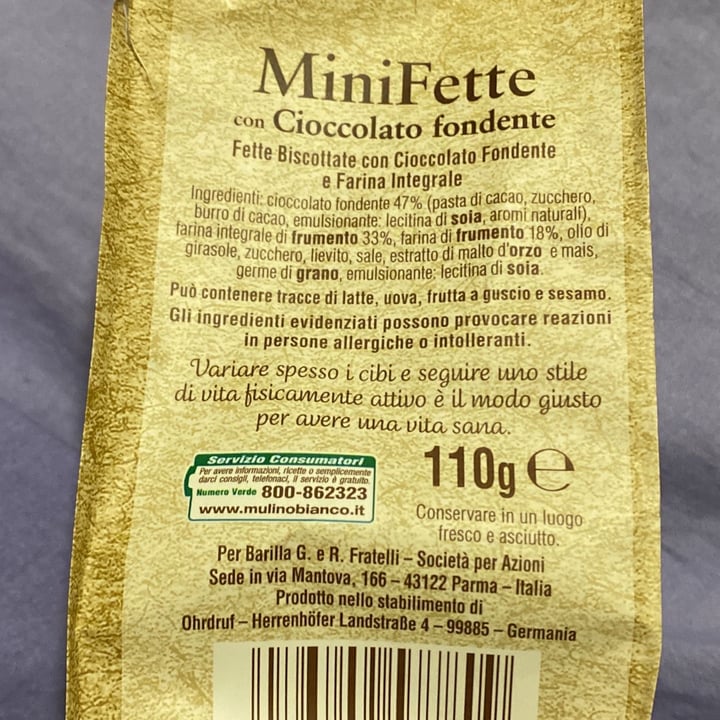 MiniFette
con Cioccolato fondente
Fette Biscottate con Cioccolato Fondente
e Farina Integrale
Ingredienti: cioccolato fondente 47% (pasta di cacao, zucchero,
burro di cacao, emulsionante: lecitina di soia, aromi naturali),
farina integrale di frumento 33%, farina di frumento 18%, olio di
girasole, zucchero, lievito, sale, estratto di malto d'orzo e mais,
germe di grano, emulsionante: lecitina di soia.
Può contenere tracce di latte, uova, frutta a guscio e sesamo.
Gli ingredienti evidenziati possono provocare reazioni
in persone allergiche o intolleranti.
Variare spesso i cibi e seguire uno stile
di vita fisicamente attivo è il modo giusto
per avere una vita sana.
Servizio Consumatori
Per avere informazioni, ricette o semplicemente
darci consigli, telefonaci, il servizio è gratuito.
Numero Verde 800-862323
www.mulinobianco.it
110g ℮
Conservare in un luogo
fresco e asciutto.
Per Barilla G. e R. Fratelli – Società per Azioni
Sede in via Mantova, 166 – 43122 Parma – Italia
Prodotto nello stabilimento di
Ohrdruf – Herrenhöfer Landstraße 4 – 99885 – Germania